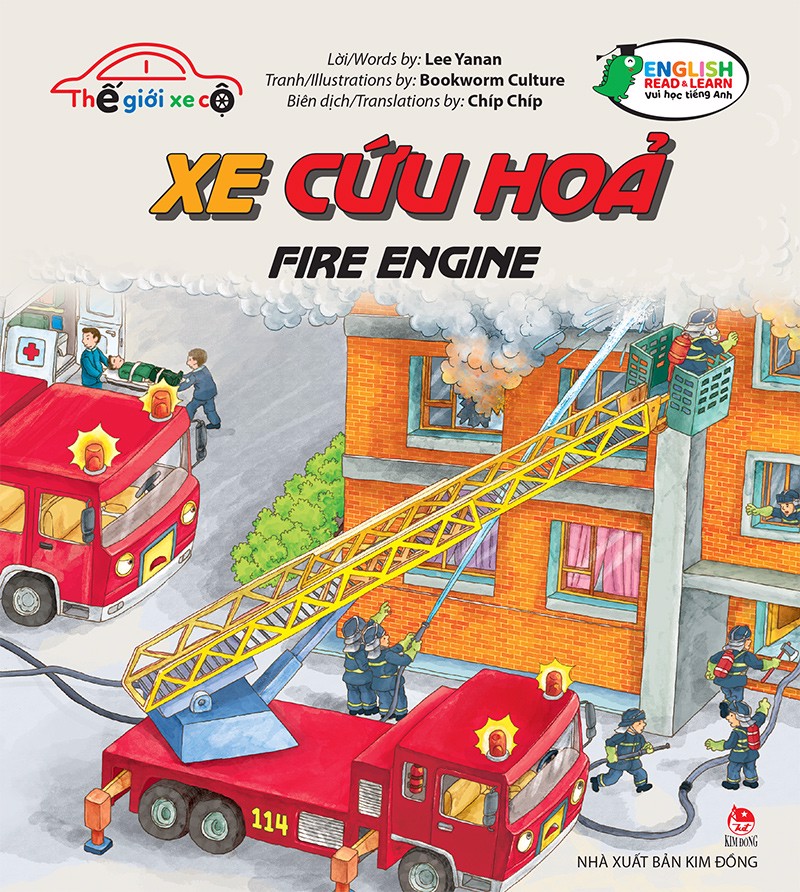 Thế giới xe cộ
Lời/Words by: Lee Yanan
Tranh/Illustrations by: Bookworm Culture
Biên dịch/Translations by: Chíp Chíp
ENGLISH
READ & LEARN
Vui học tiếng Anh
XE CỨU HOẢ
FIRE ENGINE
114
KIM ĐỒNG
NHÀ XUẤT BẢN KIM ĐỒNG